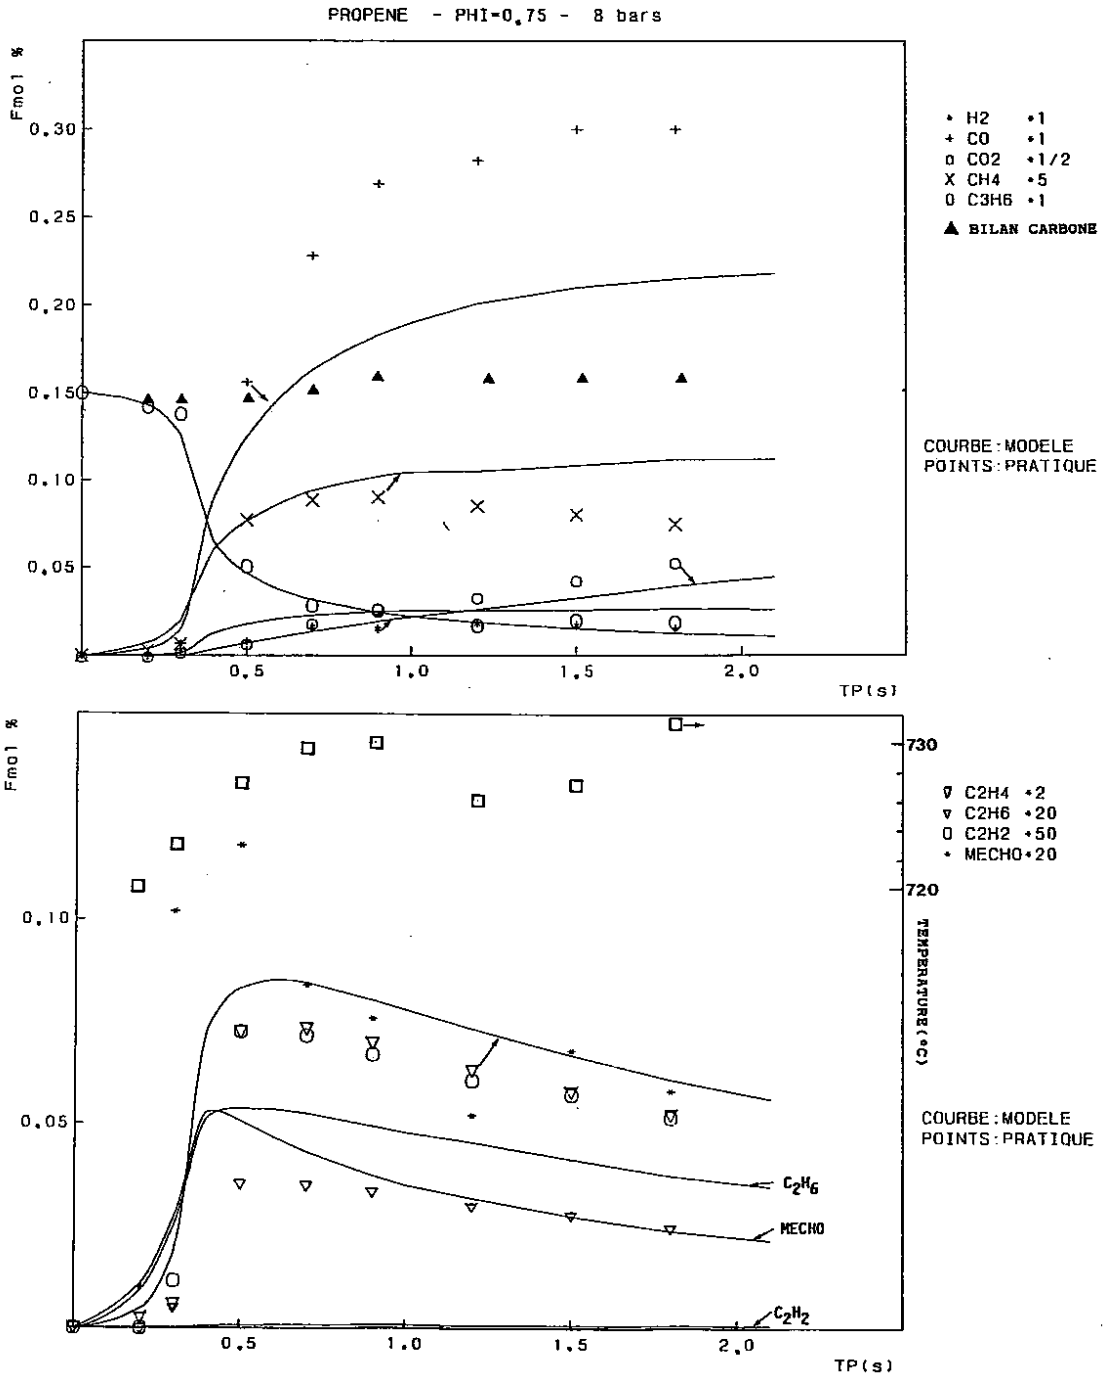 PROPENE - PHI=0.75 - 8 bars
Fmol %
0.30
0.25
0.20
0.15
0.10
0.05
0.5
1.0
1.5
2.0
TP(s)
* H2 *1
+ CO *1
o CO2 *1/2
X CH4 *5
O C3H6 *1
▲ BILAN CARBONE
COURBE:MODELE
POINTS:PRATIQUE
Fmol %
0.10
0.05
0.5
1.0
1.5
2.0
TP(s)
730
720
TEMPERATURE(°C)
▽ C2H4 *2
▽ C2H6 *20
O C2H2 *50
* MECHO*20
COURBE:MODELE
POINTS:PRATIQUE
C₂H₆
MECHO
C₂H₂